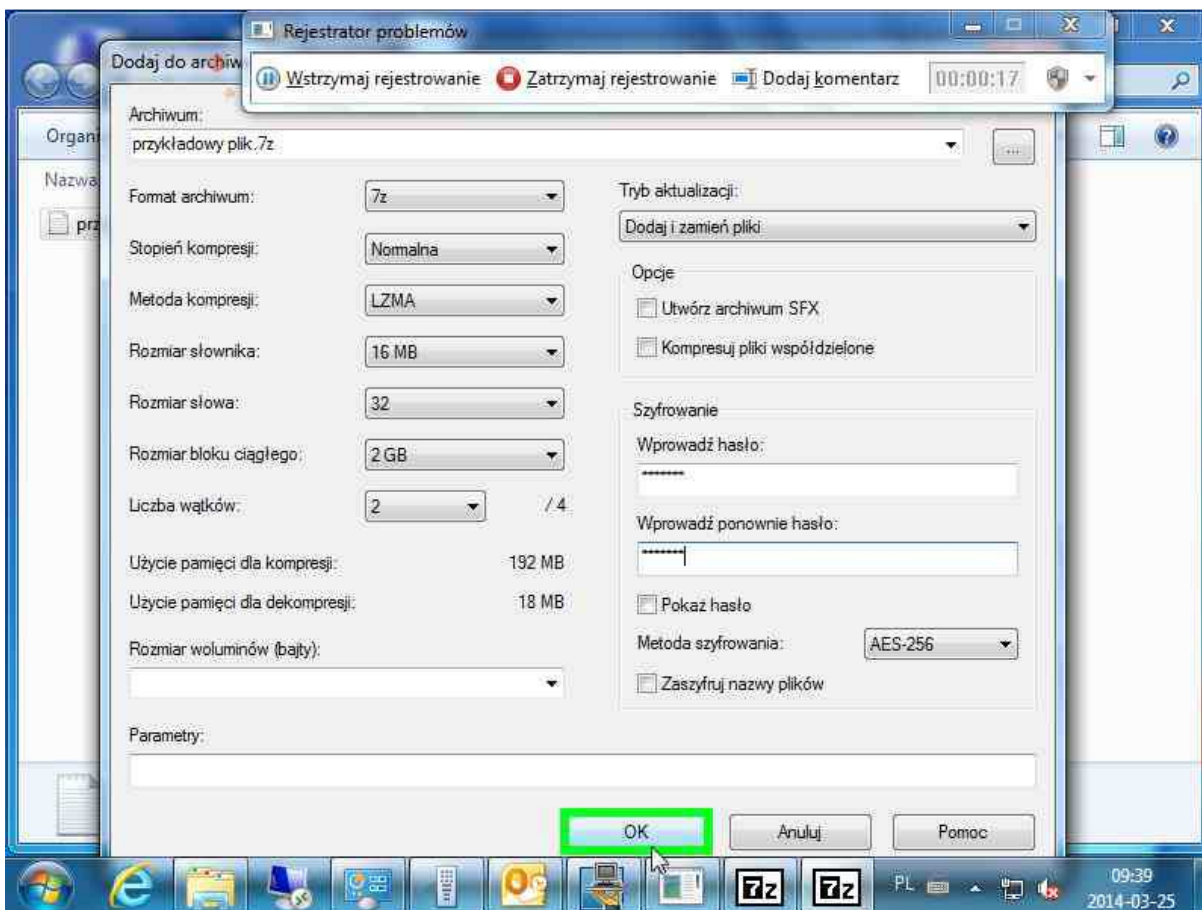 Rejestrator problemów
Dodaj do archiw
Wstrzymaj rejestrowanie Zatrzymaj rejestrowanie Dodaj komentarz 00:00:17
Archiwum:
Organi
przykładowy plik.7z ...
Nazwa
prz
Format archiwum: 7z
Tryb aktualizacji:
Dodaj i zamień pliki
Stopień kompresji: Normalna
Opcje
Metoda kompresji: LZMA
Utwórz archiwum SFX
Rozmiar słownika: 16 MB
Kompresuj pliki współdzielone
Rozmiar słowa: 32
Szyfrowanie
Wprowadź hasło:
Rozmiar bloku ciągłego: 2 GB
*******
Liczba wątków: 2 / 4
Wprowadź ponownie hasło:
*******
Użycie pamięci dla kompresji: 192 MB
Użycie pamięci dla dekompresji: 18 MB
Pokaż hasło
Metoda szyfrowania: AES-256
Rozmiar woluminów (bajty):
Zaszyfruj nazwy plików
Parametry:
OK Anuluj Pomoc
7z 7z PL 09:39
2014-03-25